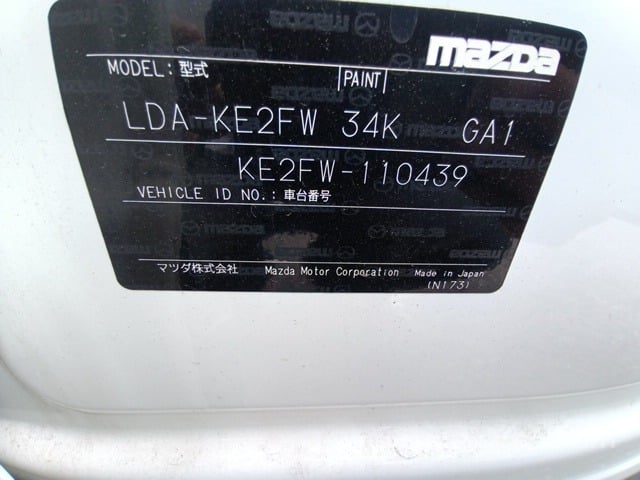 mazda
MODEL: 型式 PAINT
LDA-KE2FW 34K GA1
KE2FW-110439
VEHICLE ID NO.: 車台番号
マツダ株式会社 Mazda Motor Corporation Made in Japan
(N173)